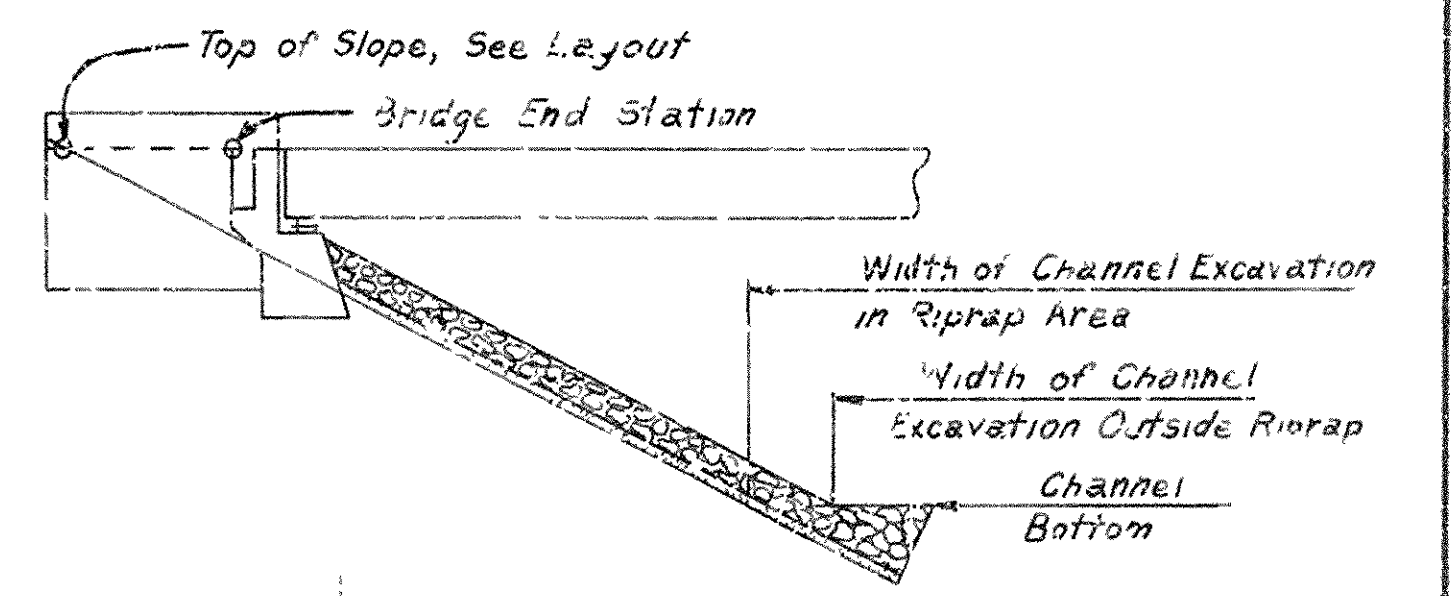 Top of Slope, See Layout
Bridge End Station
Width of Channel Excavation
in Riprap Area
Width of Channel
Excavation Outside Riprap
Channel
Bottom